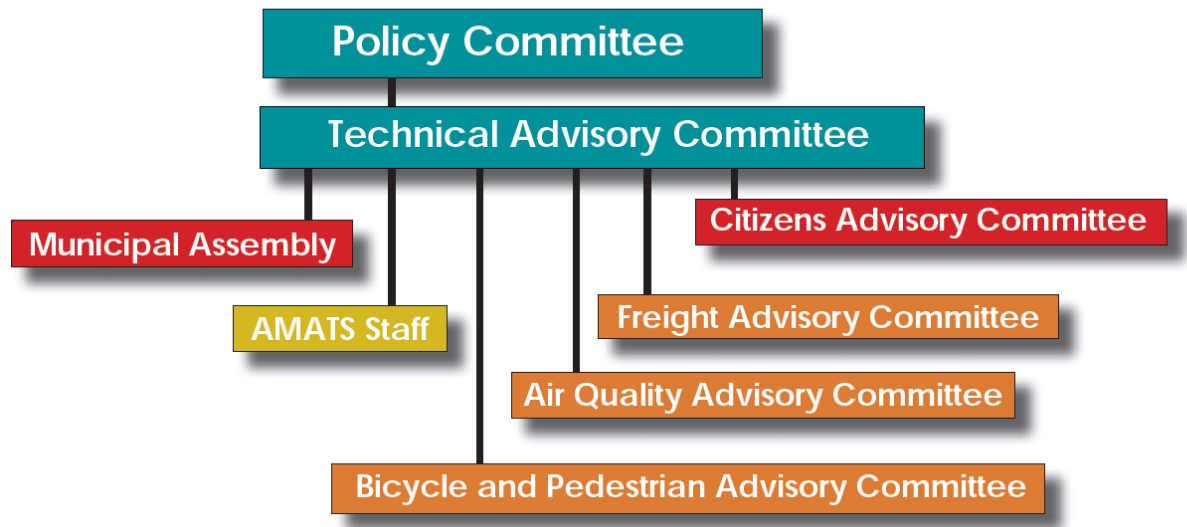 Policy Committee
Technical Advisory Committee
Citizens Advisory Committee
Municipal Assembly
Freight Advisory Committee
AMATS Staff
Air Quality Advisory Committee
Bicycle and Pedestrian Advisory Committee